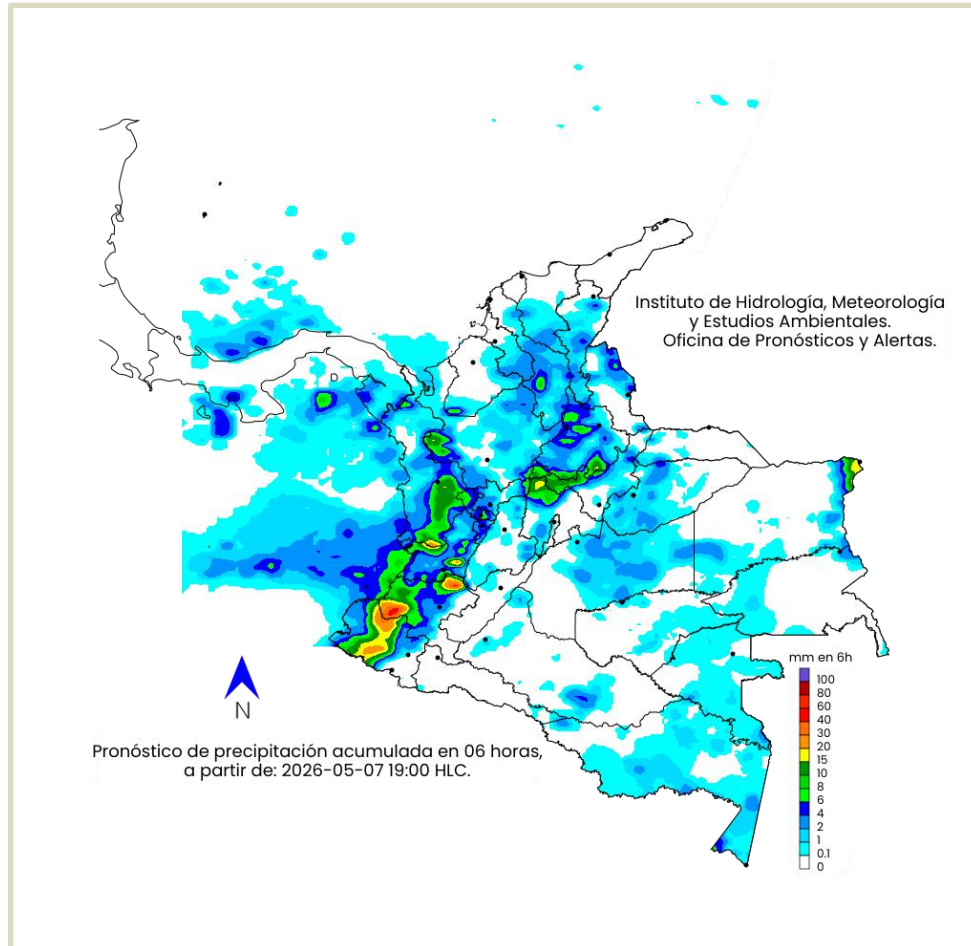 Instituto de Hidrología, Meteorología
y Estudios Ambientales.
Oficina de Pronósticos y Alertas.
D
mm en 6h
100
80
60
40
30
20
15
10
8
6
4
2
1
0.1
0
N
Pronóstico de precipitación acumulada en 06 horas,
a partir de: 2026-05-07 19:00 HLC.